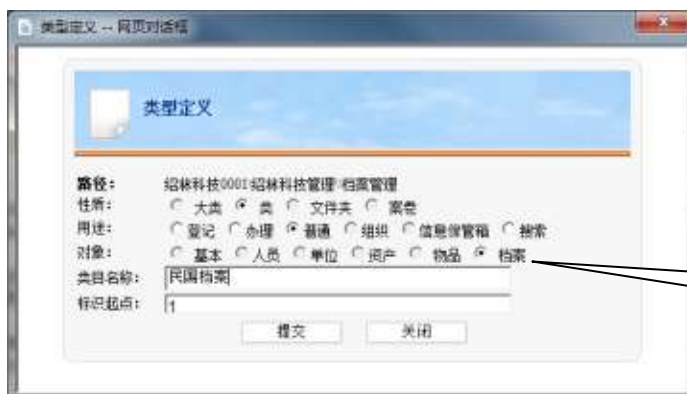 类型定义 -- 网页对话框
类型定义
路径： 绍林科技0001\绍林科技管理\档案管理
性质： 大类 类 文件夹 案卷
用途： 登记 办理 普通 组织 信息保管箱 搜索
对象： 基本 人员 单位 资产 物品 档案
类目名称： 民国档案
标识起点： 1
提交 关闭